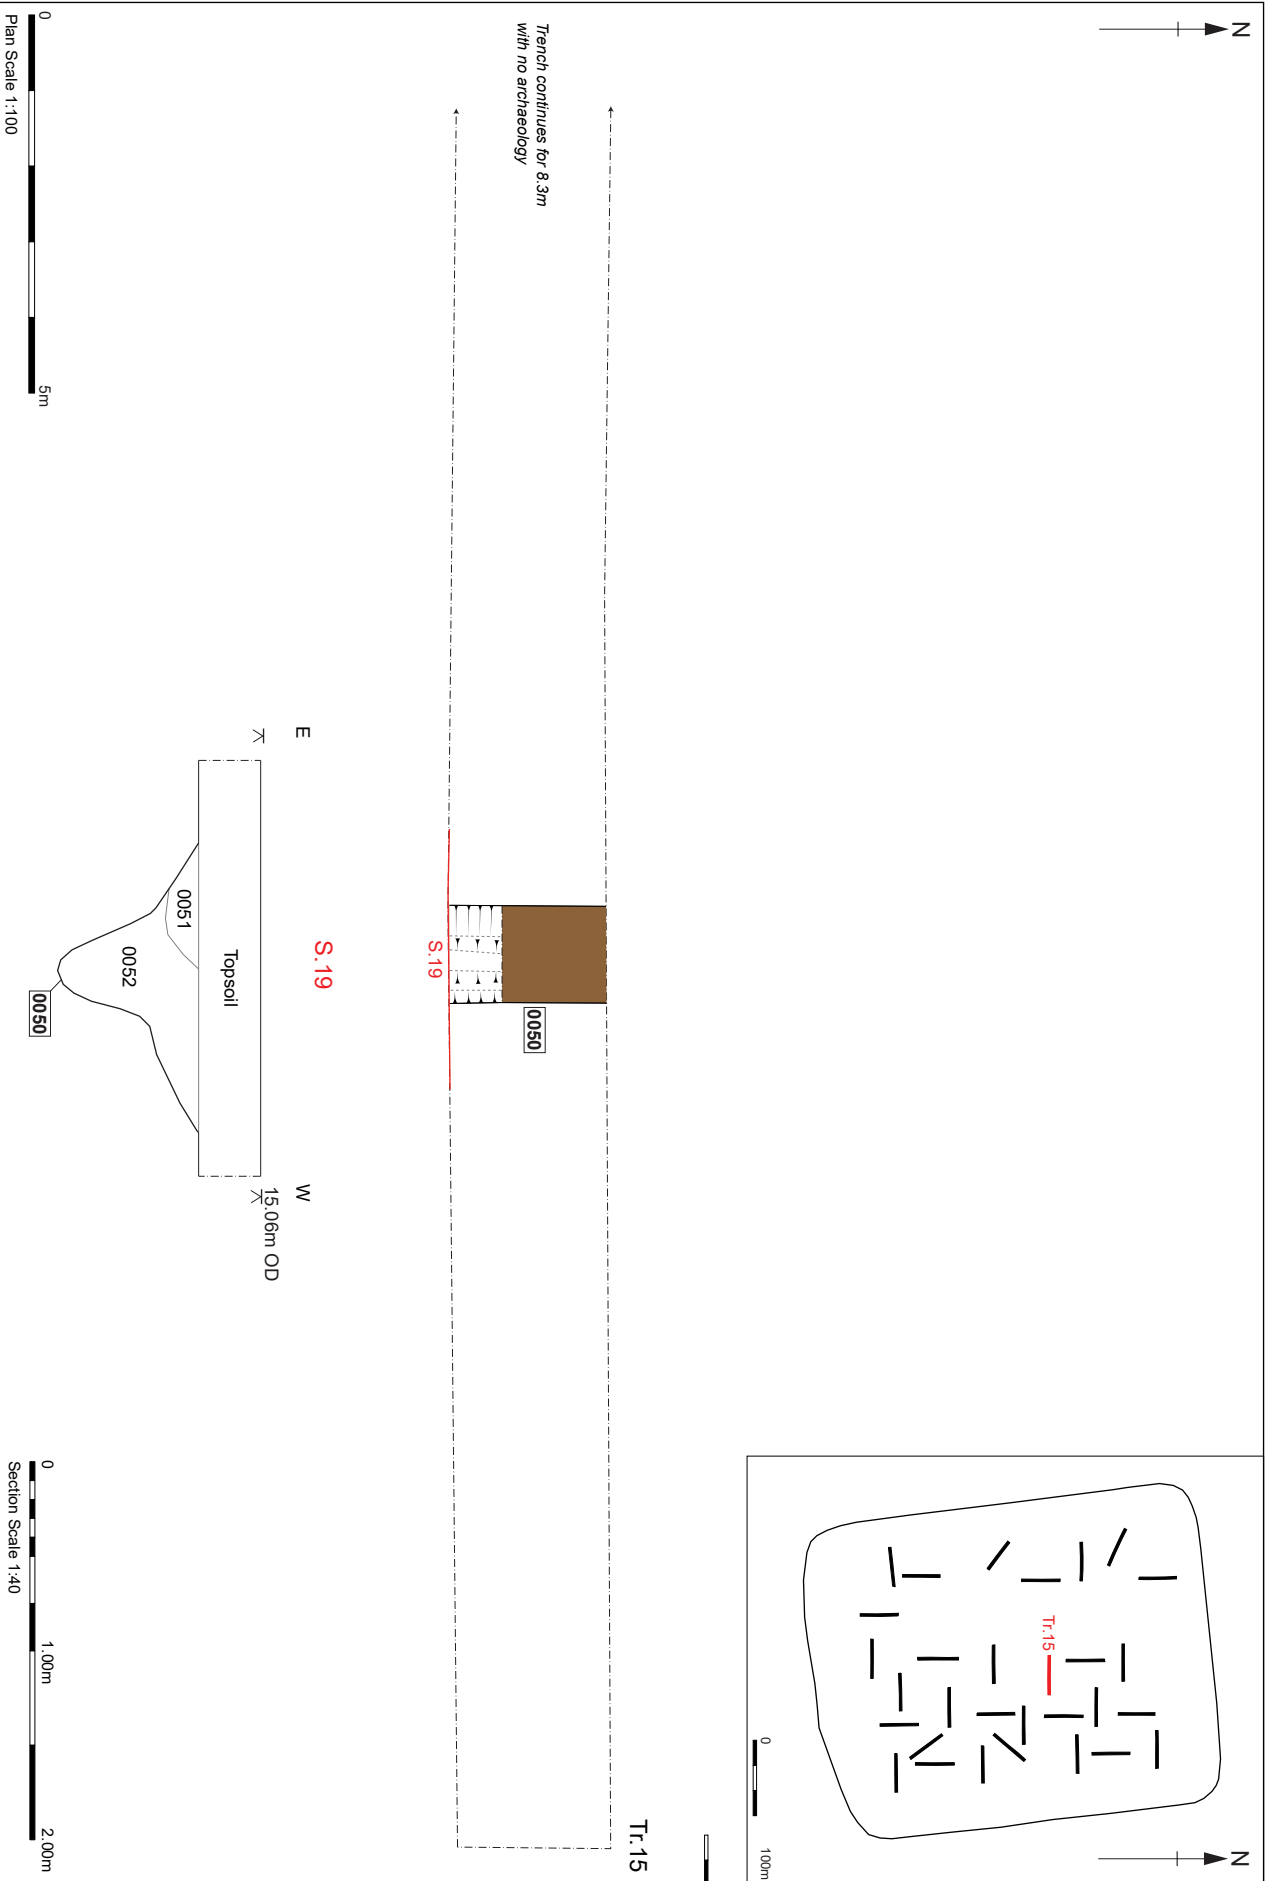 N
Trench continues for 8.3m
with no archaeology
Tr.15
S.19
0050
Tr.15
N
0
100m
E
S.19
W
15.06m OD
Topsoil
0051
0052
0050
0
5m
Plan Scale 1:100
0
1.00m
2.00m
Section Scale 1:40